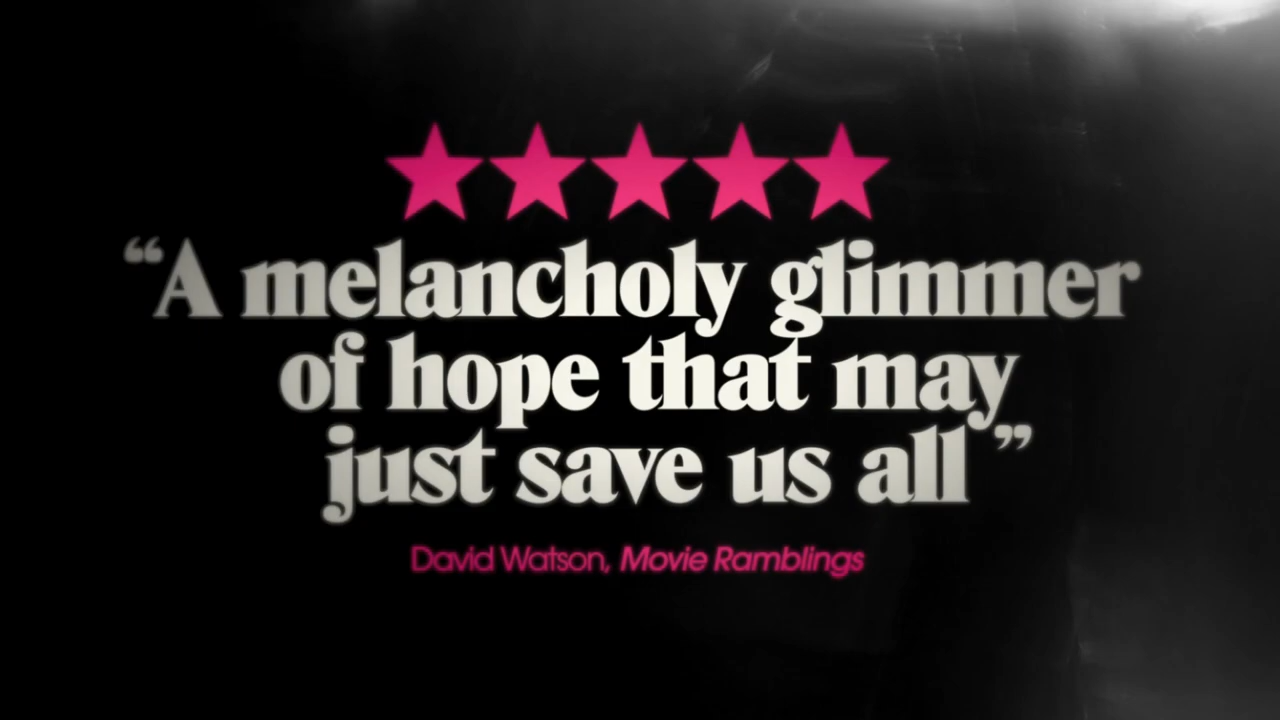 “A melancholy glimmer
of hope that may
just save us all”
David Watson, Movie Ramblings